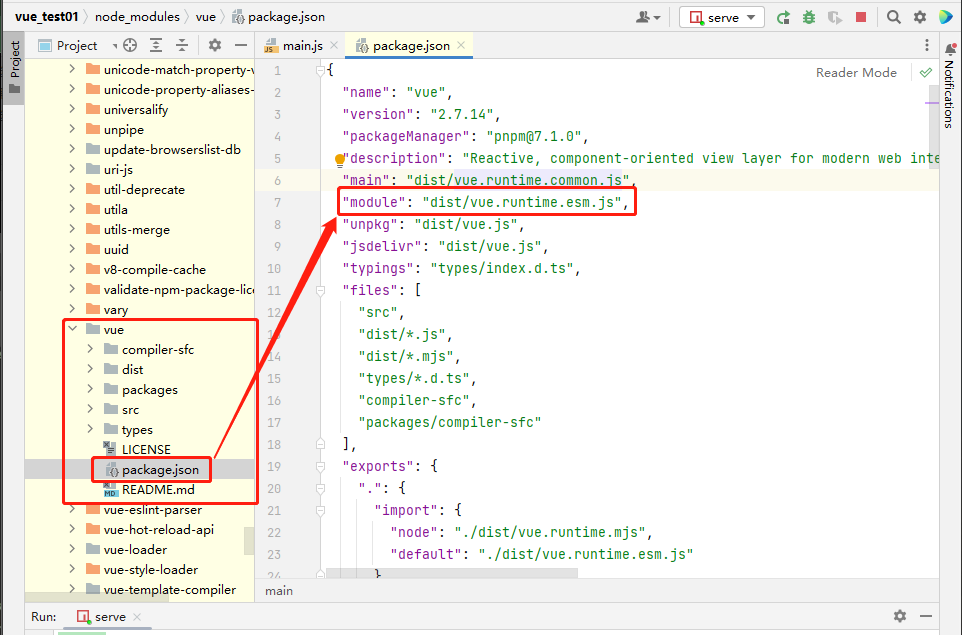 vue_test01 node_modules vue package.json serve
Project main.js package.json
Project
Notifications
unicode-match-property-v
unicode-property-aliases-
universalify
unpipe
update-browserslist-db
uri-js
util-deprecate
utila
utils-merge
uuid
v8-compile-cache
validate-npm-package-lice
vary
vue
compiler-sfc
dist
packages
src
types
LICENSE
package.json
README.md
vue-eslint-parser
vue-hot-reload-api
vue-loader
vue-style-loader
vue-template-compiler
Reader Mode
1 {
2 "name": "vue",
3 "version": "2.7.14",
4 "packageManager": "pnpm@7.1.0",
5 "description": "Reactive, component-oriented view layer for modern web inte
6 "main": "dist/vue.runtime.common.js",
7 "module": "dist/vue.runtime.esm.js",
8 "unpkg": "dist/vue.js",
9 "jsdelivr": "dist/vue.js",
10 "typings": "types/index.d.ts",
11 "files": [
12 "src",
13 "dist/*.js",
14 "dist/*.mjs",
15 "types/*.d.ts",
16 "compiler-sfc",
17 "packages/compiler-sfc"
18 ],
19 "exports": {
20 ".": {
21 "import": {
22 "node": "./dist/vue.runtime.mjs",
23 "default": "./dist/vue.runtime.esm.js"
24 }
main
Run: serve